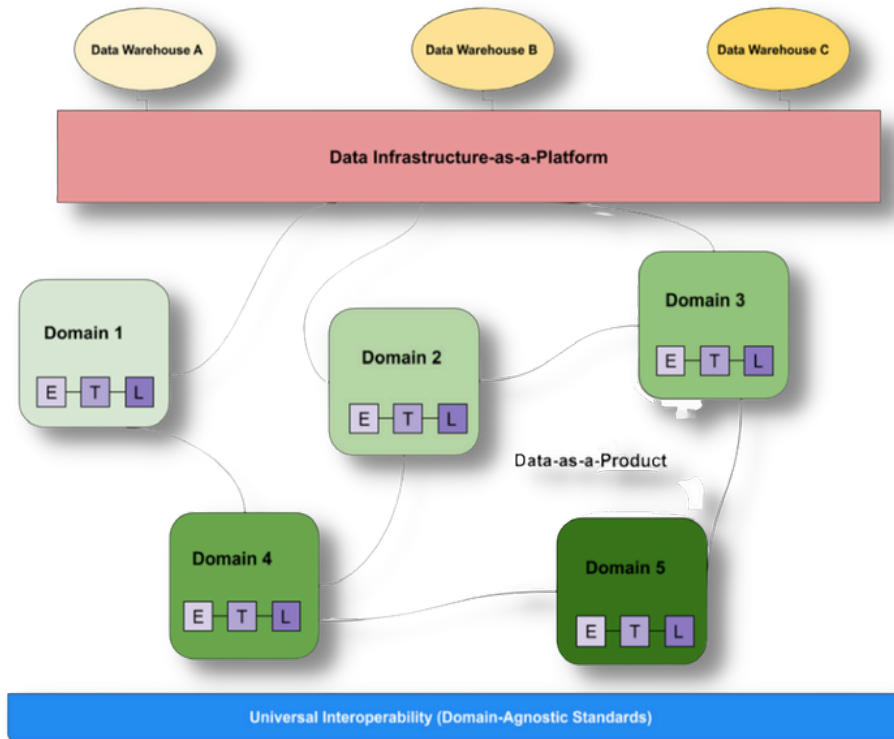 Data Warehouse A
Data Warehouse B
Data Warehouse C
Data Infrastructure-as-a-Platform
Domain 1
E T L
Domain 2
E T L
Domain 3
E T L
Data-as-a-Product
Domain 4
E T L
Domain 5
E T L
Universal Interoperability (Domain-Agnostic Standards)